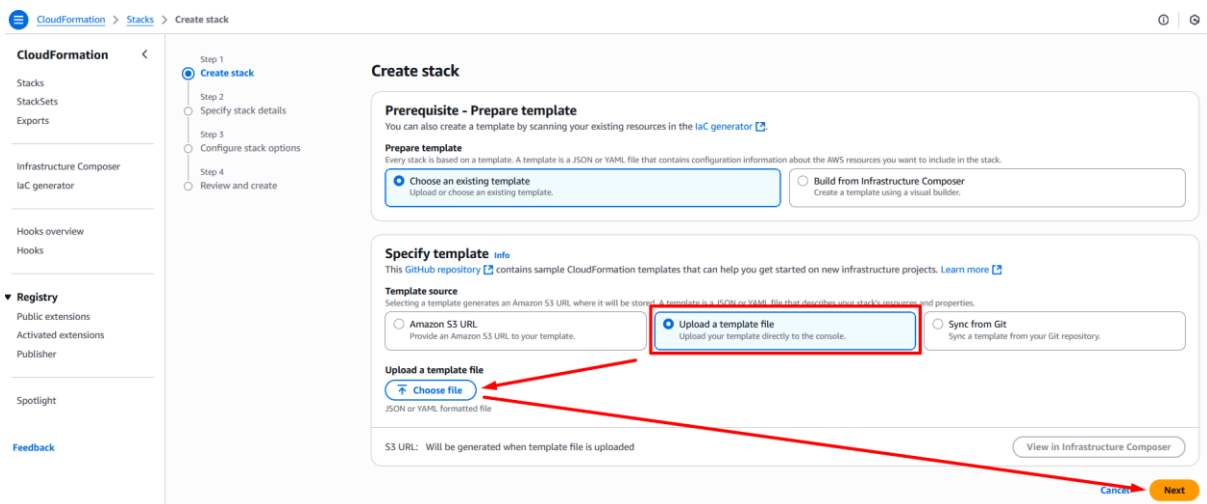 CloudFormation > Stacks > Create stack
CloudFormation
Stacks
StackSets
Exports
Infrastructure Composer
IaC generator
Hooks overview
Hooks
Registry
Public extensions
Activated extensions
Publisher
Spotlight
Feedback
Step 1
Create stack
Step 2
Specify stack details
Step 3
Configure stack options
Step 4
Review and create
Create stack
Prerequisite - Prepare template
You can also create a template by scanning your existing resources in the IaC generator.
Prepare template
Every stack is based on a template. A template is a JSON or YAML file that contains configuration information about the AWS resources you want to include in the stack.
Choose an existing template
Upload or choose an existing template.
Build from Infrastructure Composer
Create a template using a visual builder.
Specify template Info
This GitHub repository contains sample CloudFormation templates that can help you get started on new infrastructure projects. Learn more
Template source
Selecting a template generates an Amazon S3 URL where it will be stored. A template is a JSON or YAML file that describes your stack's resources and properties.
Amazon S3 URL
Provide an Amazon S3 URL to your template.
Upload a template file
Upload your template directly to the console.
Sync from Git
Sync a template from your Git repository.
Upload a template file
Choose file
JSON or YAML formatted file
S3 URL: Will be generated when template file is uploaded
View in Infrastructure Composer
Cancel
Next